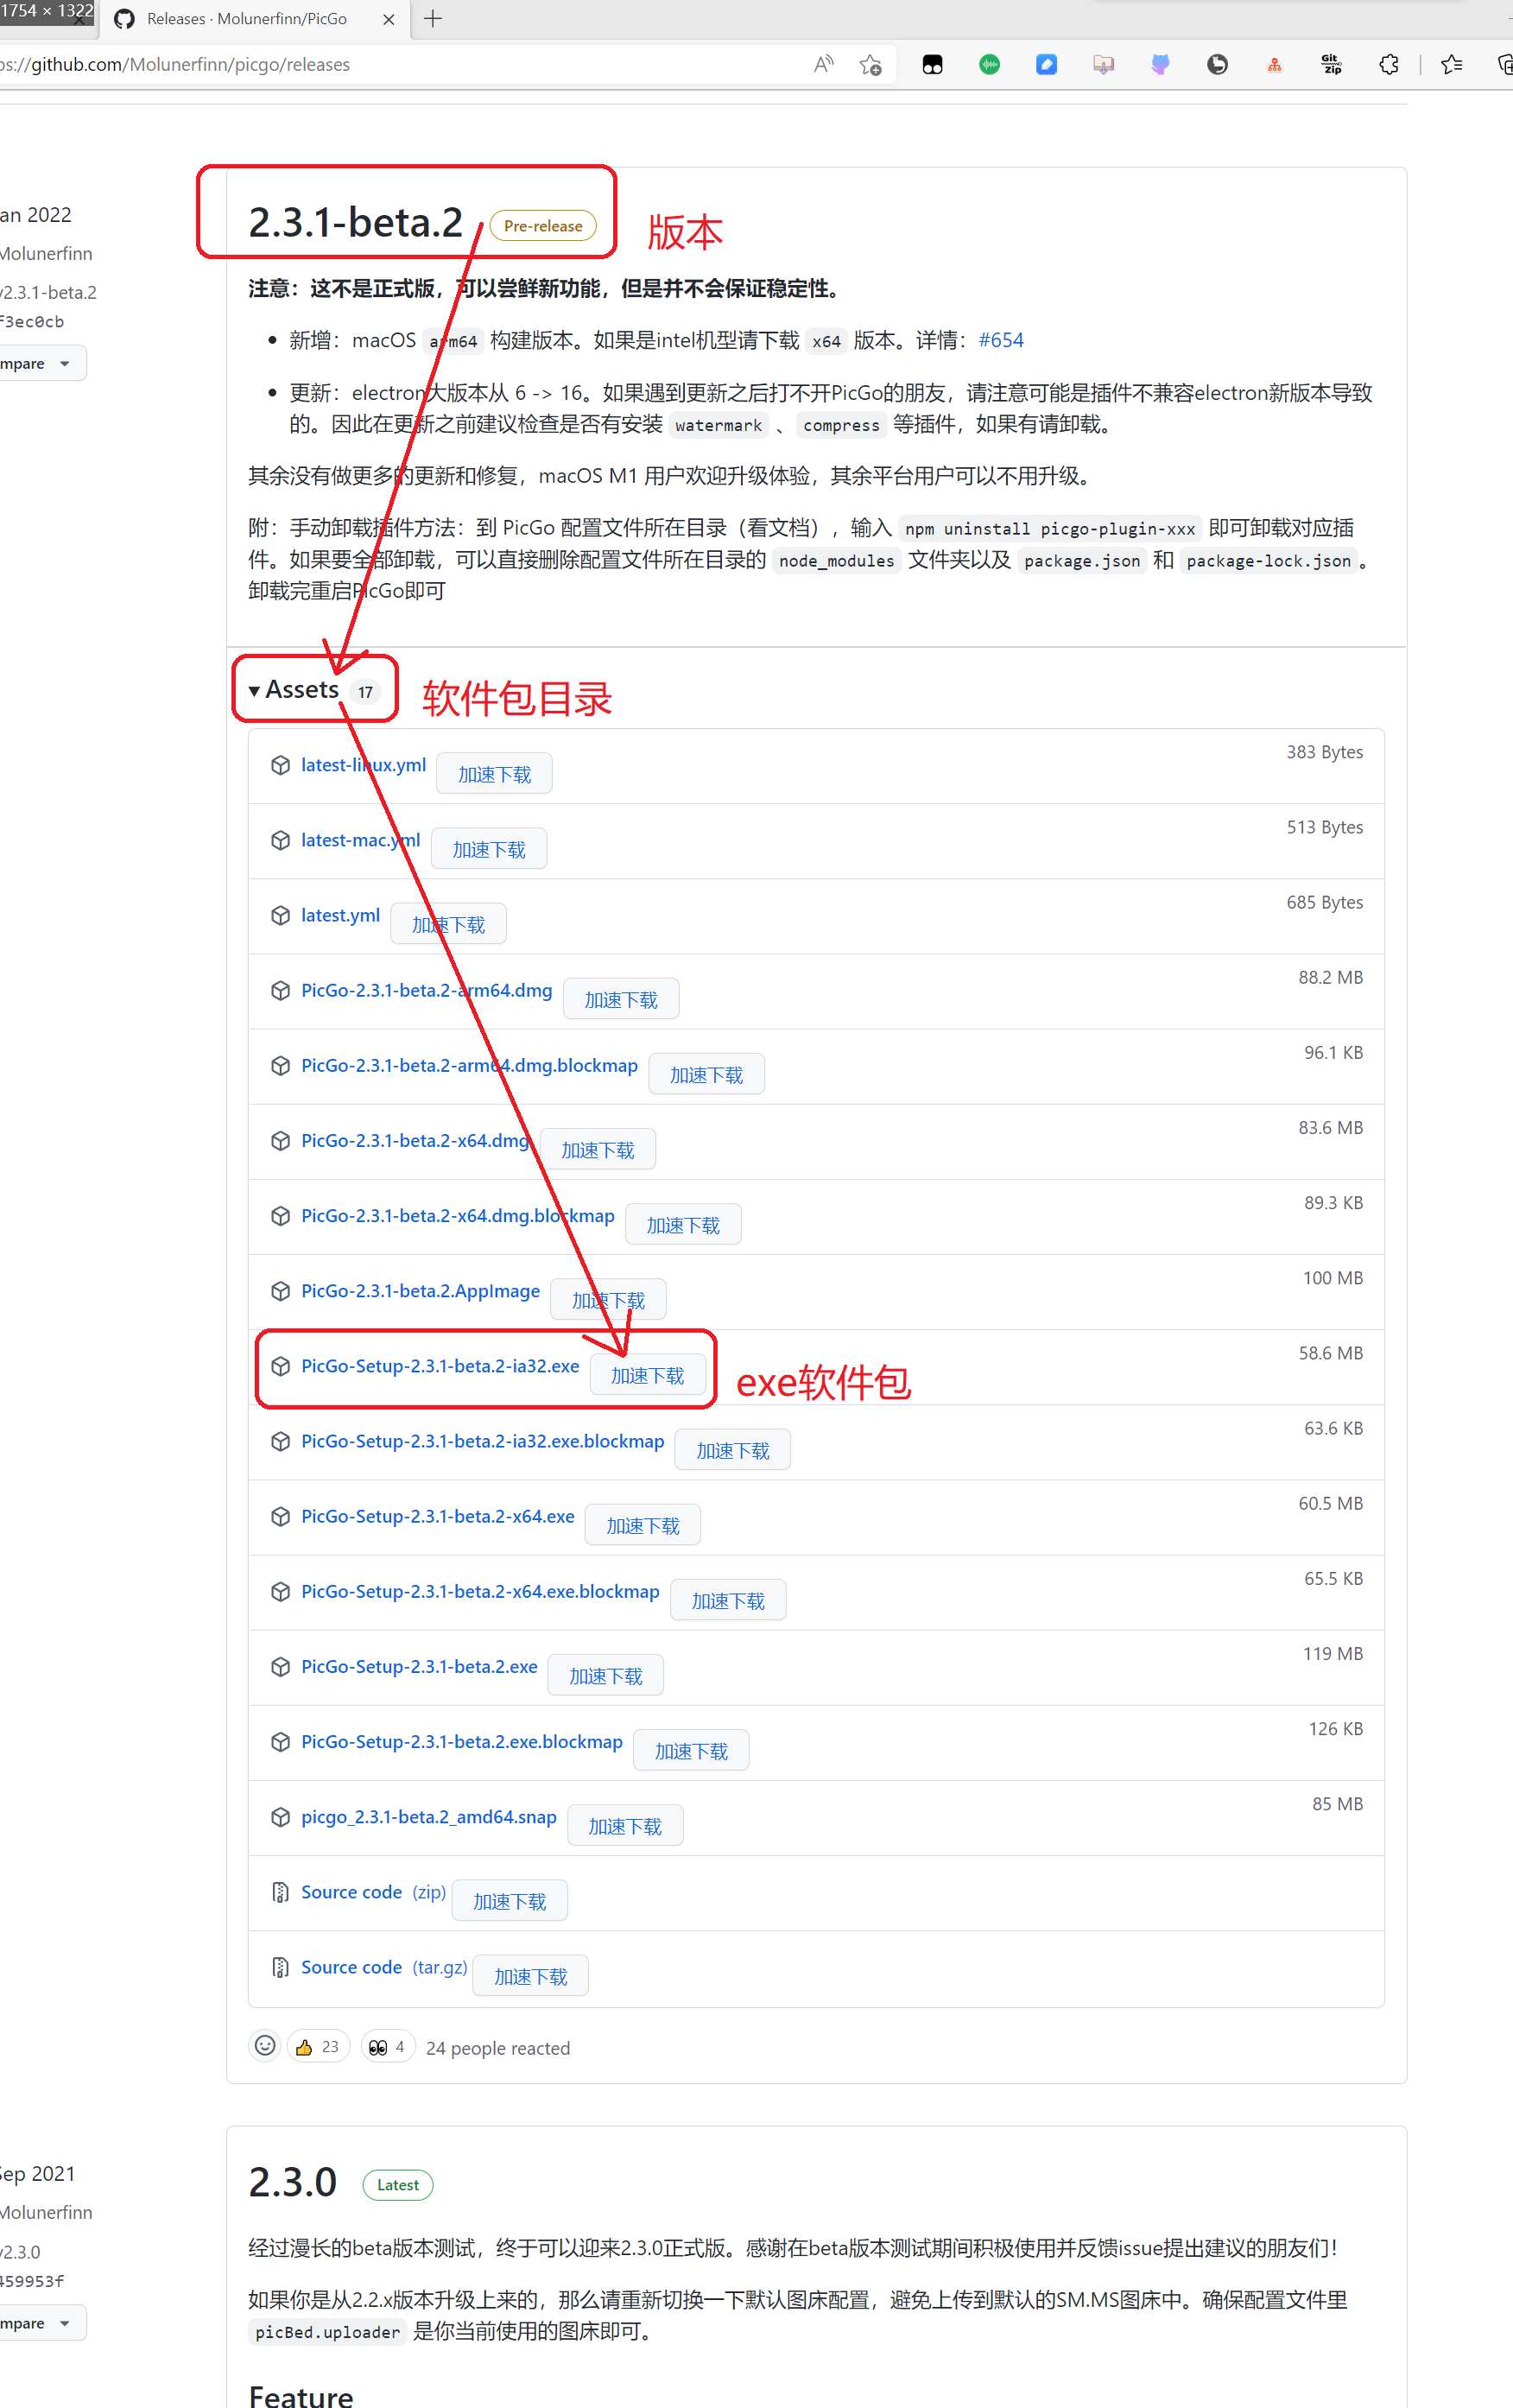 1754 × 1322
Releases · Molunerfinn/PicGo
ps://github.com/Molunerfinn/picgo/releases
Git Zip
an 2022
Molunerfinn
v2.3.1-beta.2
f3ec0cb
mpare
2.3.1-beta.2 Pre-release
版本
注意：这不是正式版，可以尝鲜新功能，但是并不会保证稳定性。
新增：macOS arm64 构建版本。如果是intel机型请下载 x64 版本。详情：#654
更新：electron大版本从 6 -> 16。如果遇到更新之后打不开PicGo的朋友，请注意可能是插件不兼容electron新版本导致
的。因此在更新之前建议检查是否有安装 watermark 、 compress 等插件，如果有请卸载。
其余没有做更多的更新和修复，macOS M1 用户欢迎升级体验，其余平台用户可以不用升级。
附：手动卸载插件方法：到 PicGo 配置文件所在目录（看文档），输入 npm uninstall picgo-plugin-xxx 即可卸载对应插
件。如果要全部卸载，可以直接删除配置文件所在目录的 node_modules 文件夹以及 package.json 和 package-lock.json 。
卸载完重启PicGo即可
Assets 17
软件包目录
latest-linux.yml 加速下载 383 Bytes
latest-mac.yml 加速下载 513 Bytes
latest.yml 加速下载 685 Bytes
PicGo-2.3.1-beta.2-arm64.dmg 加速下载 88.2 MB
PicGo-2.3.1-beta.2-arm64.dmg.blockmap 加速下载 96.1 KB
PicGo-2.3.1-beta.2-x64.dmg 加速下载 83.6 MB
PicGo-2.3.1-beta.2-x64.dmg.blockmap 加速下载 89.3 KB
PicGo-2.3.1-beta.2.AppImage 加速下载 100 MB
PicGo-Setup-2.3.1-beta.2-ia32.exe 加速下载 58.6 MB
exe软件包
PicGo-Setup-2.3.1-beta.2-ia32.exe.blockmap 加速下载 63.6 KB
PicGo-Setup-2.3.1-beta.2-x64.exe 加速下载 60.5 MB
PicGo-Setup-2.3.1-beta.2-x64.exe.blockmap 加速下载 65.5 KB
PicGo-Setup-2.3.1-beta.2.exe 加速下载 119 MB
PicGo-Setup-2.3.1-beta.2.exe.blockmap 加速下载 126 KB
picgo_2.3.1-beta.2_amd64.snap 加速下载 85 MB
Source code (zip) 加速下载
Source code (tar.gz) 加速下载
23 4 24 people reacted
Sep 2021
Molunerfinn
v2.3.0
459953f
mpare
2.3.0 Latest
经过漫长的beta版本测试，终于可以迎来2.3.0正式版。感谢在beta版本测试期间积极使用并反馈issue提出建议的朋友们！
如果你是从2.2.x版本升级上来的，那么请重新切换一下默认图床配置，避免上传到默认的SM.MS图床中。确保配置文件里
picBed.uploader 是你当前使用的图床即可。
Feature